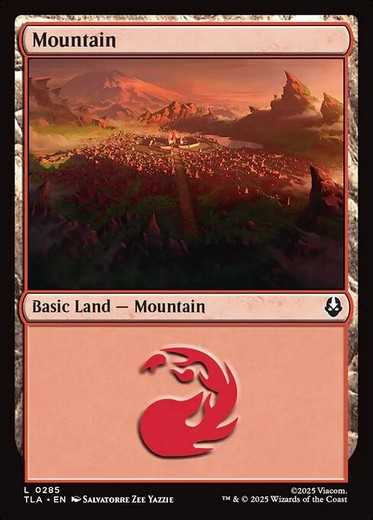 Mountain
Basic Land — Mountain
L 0285
TLA • EN Salvatorre Zee Yazzie
©2025 Viacom.
™ & © 2025 Wizards of the Coast